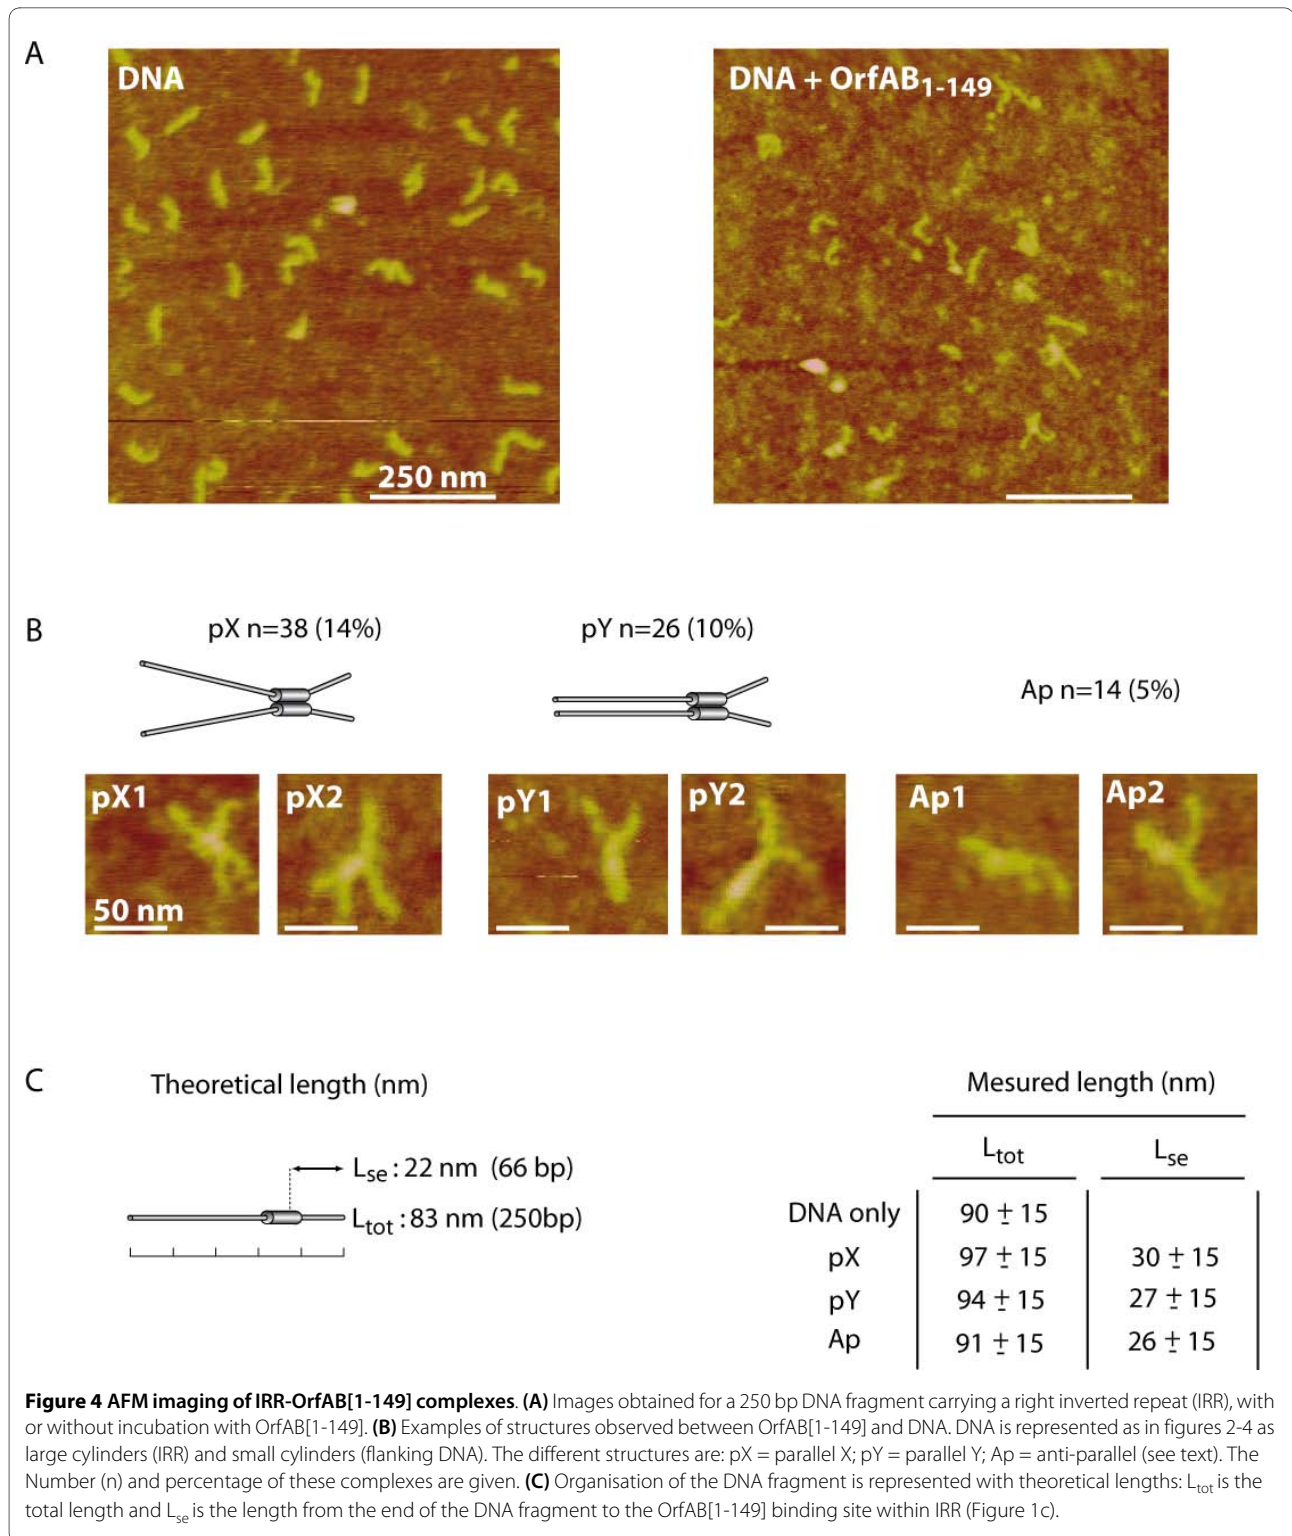 A
DNA
DNA + OrfAB1-149
250 nm
B
pX n=38 (14%)
pY n=26 (10%)
Ap n=14 (5%)
pX1
pX2
pY1
pY2
Ap1
Ap2
50 nm
C
Theoretical length (nm)
Lse : 22 nm (66 bp)
Ltot : 83 nm (250bp)
Mesured length (nm)
Ltot Lse
DNA only 90 ± 15
pX 97 ± 15 30 ± 15
pY 94 ± 15 27 ± 15
Ap 91 ± 15 26 ± 15
Figure 4 AFM imaging of IRR-OrfAB[1-149] complexes. (A) Images obtained for a 250 bp DNA fragment carrying a right inverted repeat (IRR), with
or without incubation with OrfAB[1-149]. (B) Examples of structures observed between OrfAB[1-149] and DNA. DNA is represented as in figures 2-4 as
large cylinders (IRR) and small cylinders (flanking DNA). The different structures are: pX = parallel X; pY = parallel Y; Ap = anti-parallel (see text). The
Number (n) and percentage of these complexes are given. (C) Organisation of the DNA fragment is represented with theoretical lengths: Ltot is the
total length and Lse is the length from the end of the DNA fragment to the OrfAB[1-149] binding site within IRR (Figure 1c).